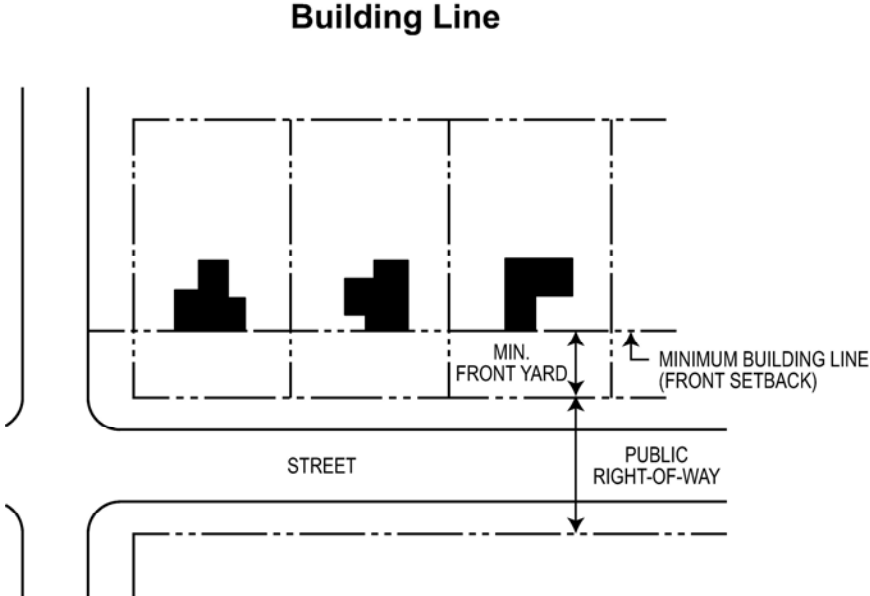 Building Line
MIN.
FRONT YARD
MINIMUM BUILDING LINE
(FRONT SETBACK)
STREET
PUBLIC
RIGHT-OF-WAY